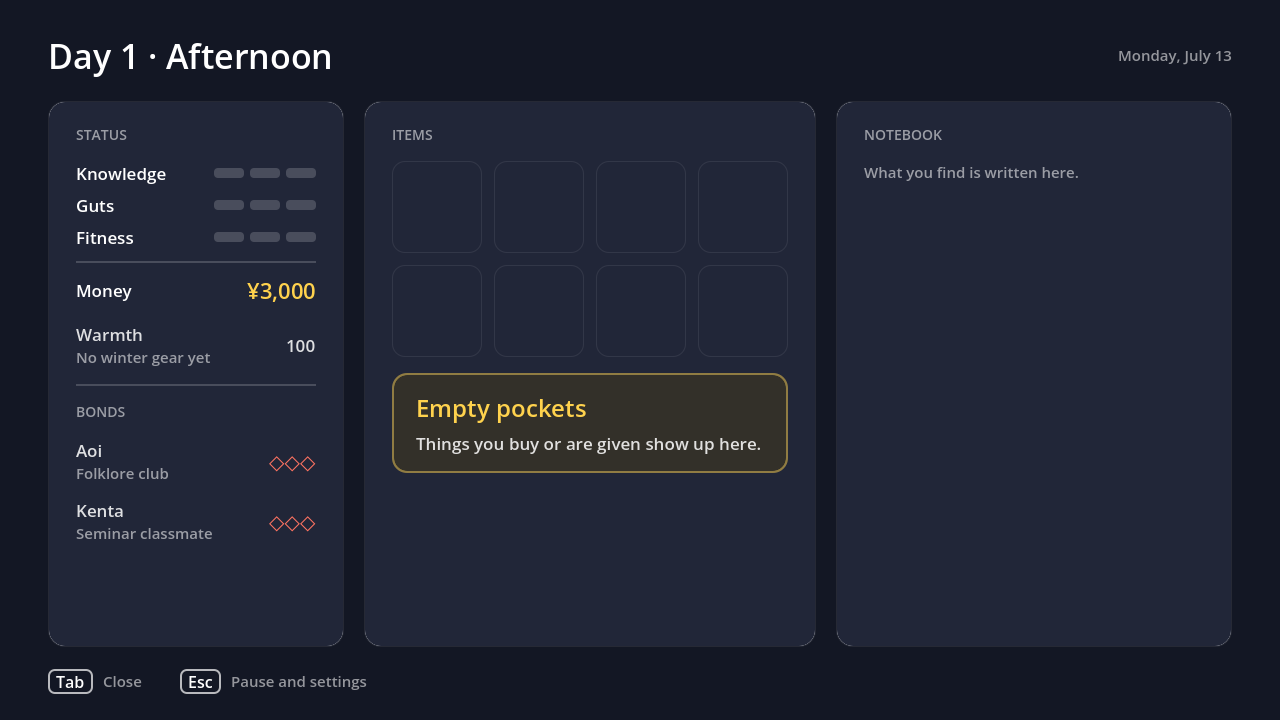 Day 1 · Afternoon
Monday, July 13
STATUS
Knowledge
Guts
Fitness
Money ¥3,000
Warmth
No winter gear yet
100
BONDS
Aoi
Folklore club
◇◇◇
Kenta
Seminar classmate
◇◇◇
ITEMS
Empty pockets
Things you buy or are given show up here.
NOTEBOOK
What you find is written here.
Tab Close Esc Pause and settings